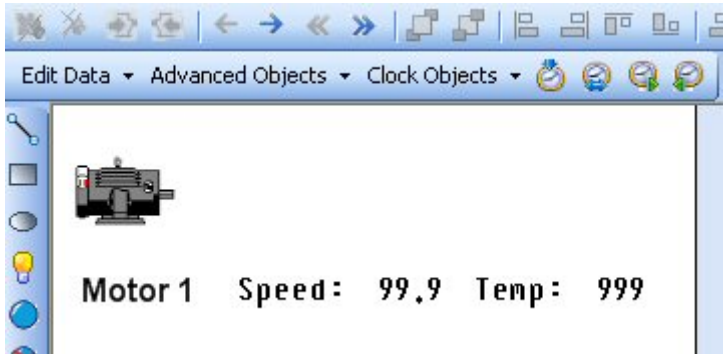 Edit Data Advanced Objects Clock Objects
Motor 1 Speed: 99.9 Temp: 999